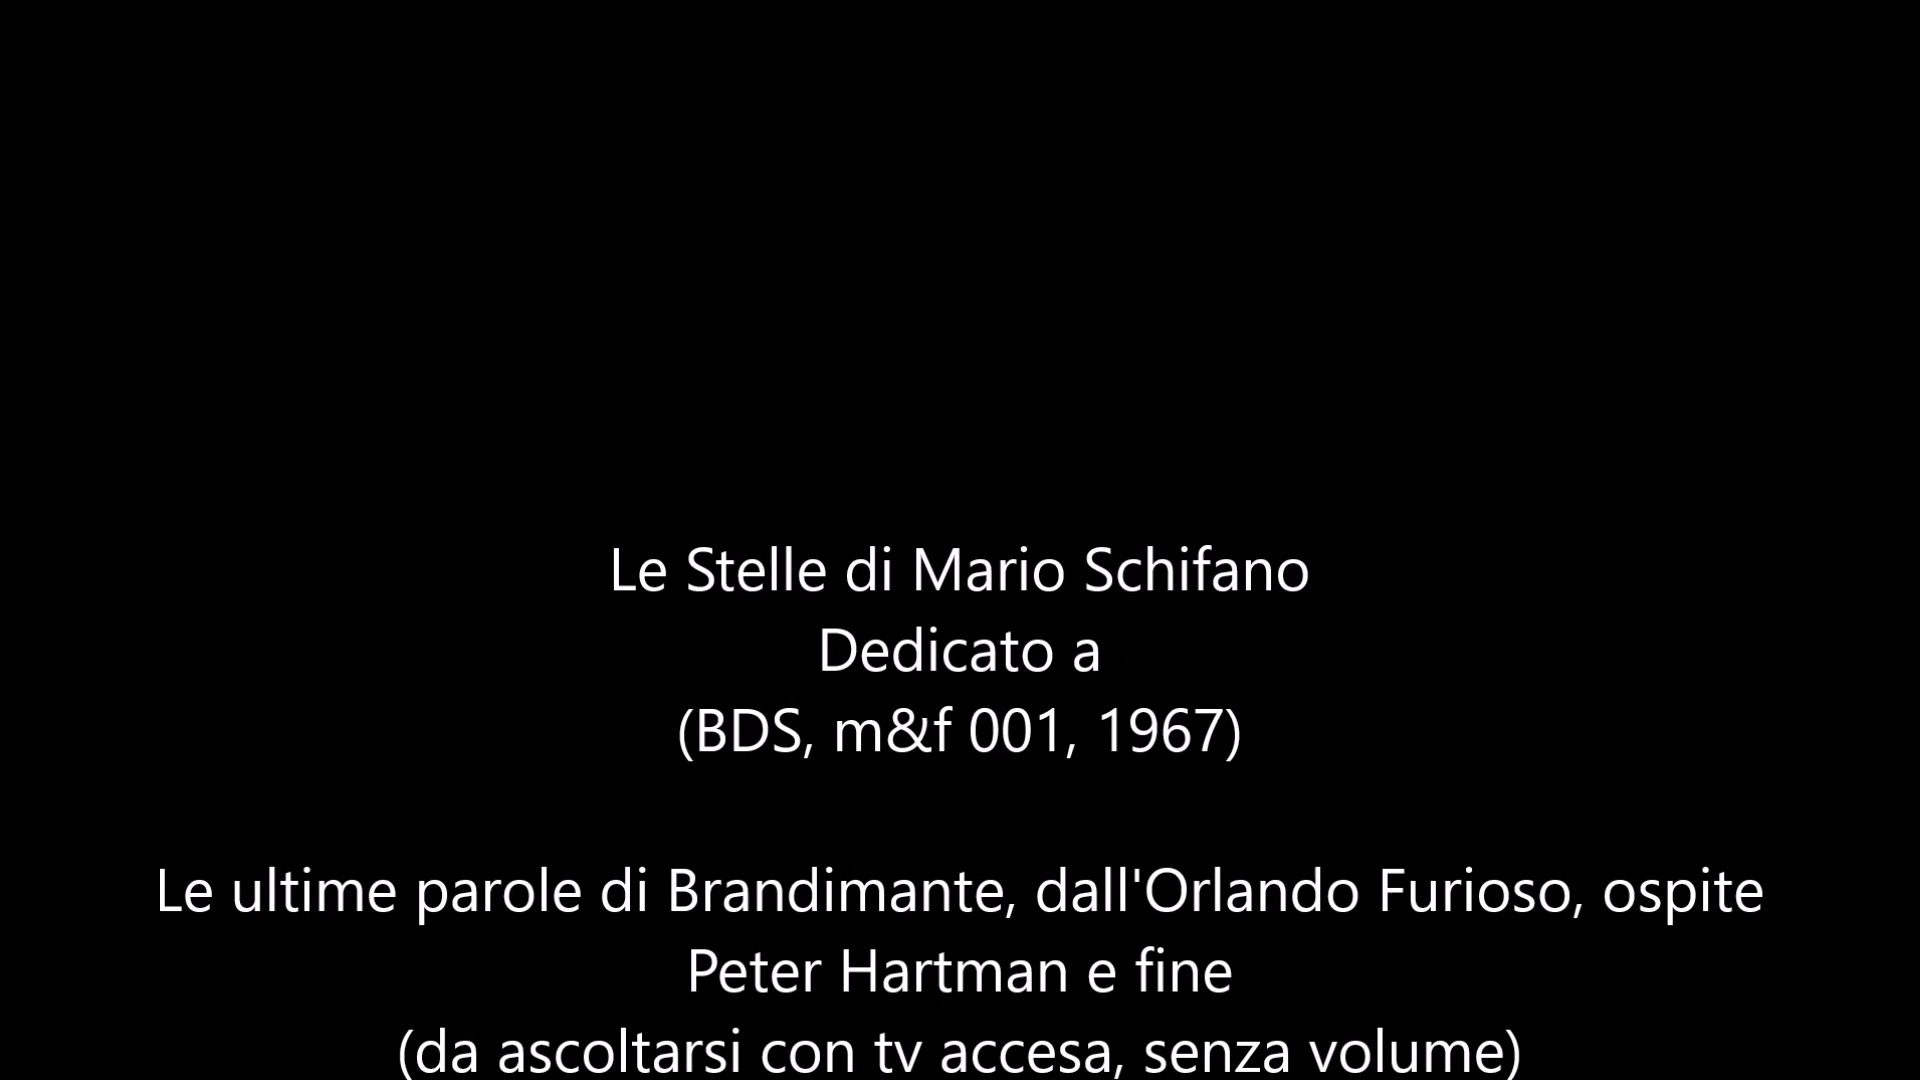 Le Stelle di Mario Schifano
Dedicato a
(BDS, m&f 001, 1967)
Le ultime parole di Brandimante, dall'Orlando Furioso, ospite
Peter Hartman e fine
(da ascoltarsi con tv accesa, senza volume)